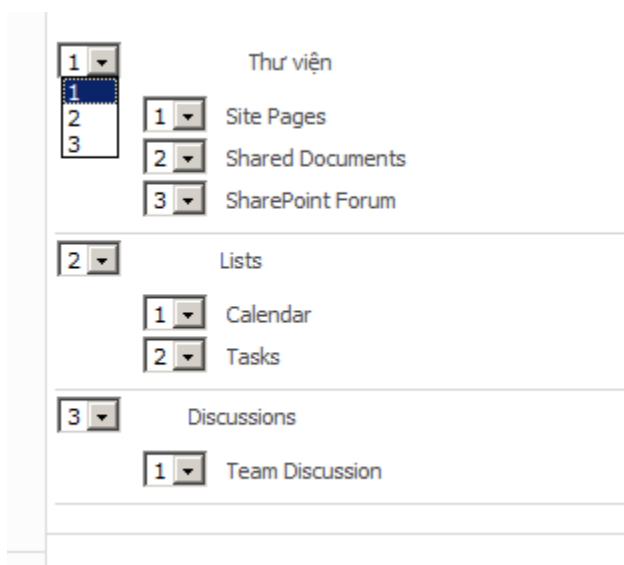 1 Thư viện
1
2
3
1 Site Pages
2 Shared Documents
3 SharePoint Forum
2 Lists
1 Calendar
2 Tasks
3 Discussions
1 Team Discussion